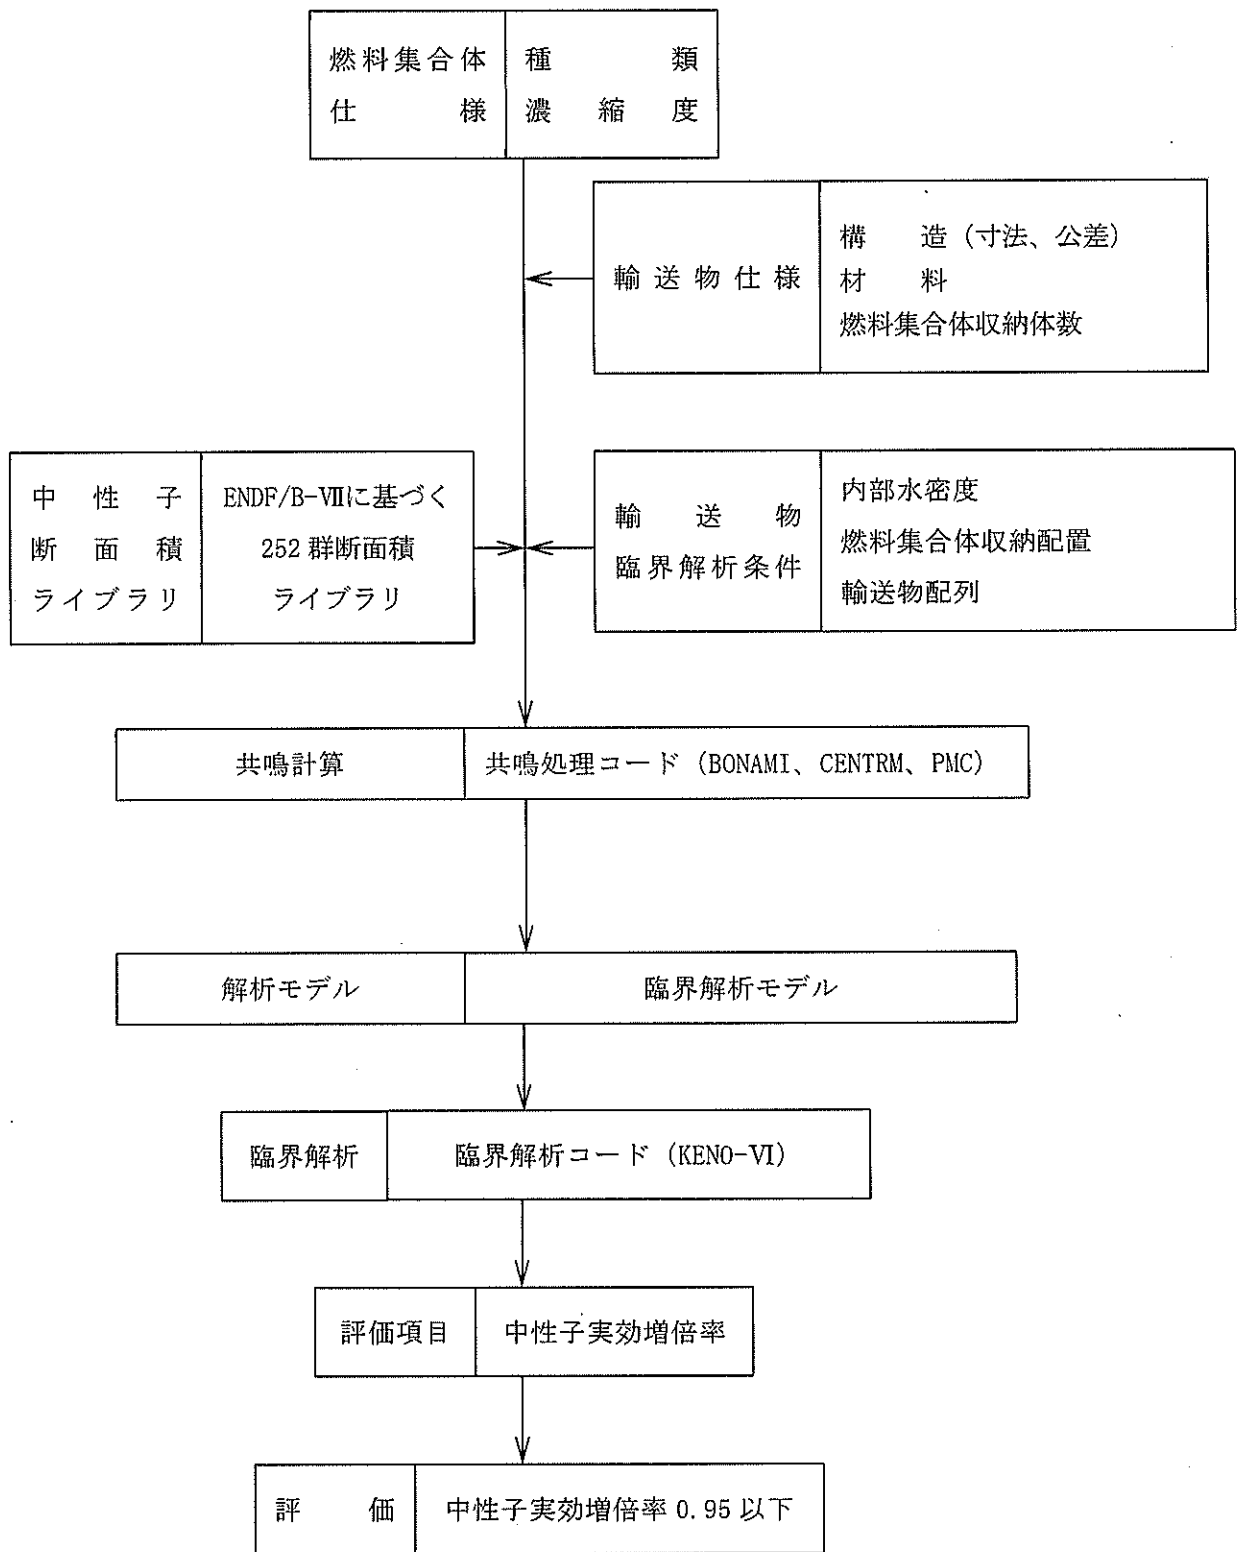 燃料集合体
仕様
種類
濃縮度
輸送物仕様
構造（寸法、公差）
材料
燃料集合体収納体数
中性子
断面積
ライブラリ
ENDF/B-Ⅶに基づく
252群断面積
ライブラリ
輸送物
臨界解析条件
内部水密度
燃料集合体収納配置
輸送物配列
共鳴計算
共鳴処理コード（BONAMI、CENTRM、PMC）
解析モデル
臨界解析モデル
臨界解析
臨界解析コード（KENO-Ⅵ）
評価項目
中性子実効増倍率
評価
中性子実効増倍率 0.95 以下